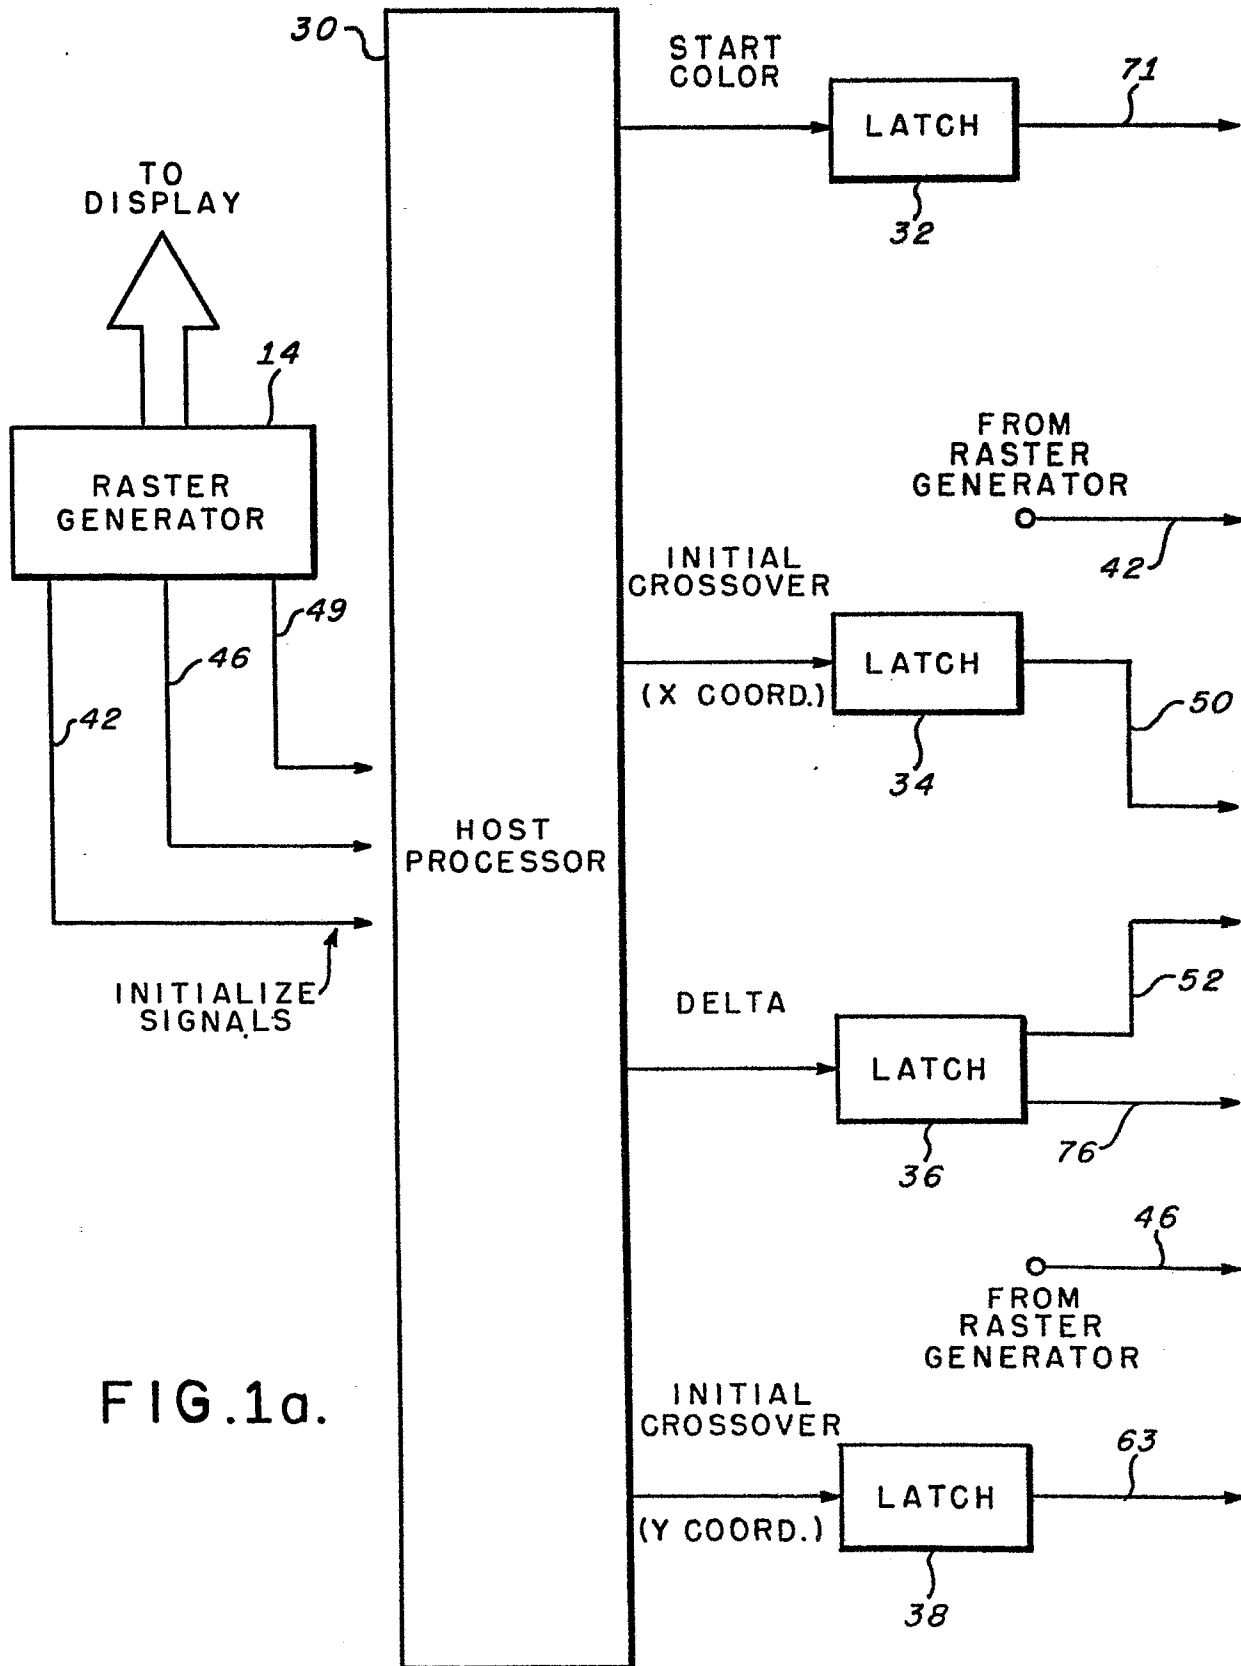 30
START
COLOR
71
LATCH
32
TO
DISPLAY
14
RASTER
GENERATOR
FROM
RASTER
GENERATOR
42
INITIAL
CROSSOVER
49
46
42
LATCH
(X COORD.)
50
34
HOST
PROCESSOR
INITIALIZE
SIGNALS
DELTA
52
LATCH
76
36
46
FROM
RASTER
GENERATOR
FIG.1a.
INITIAL
CROSSOVER
63
LATCH
(Y COORD.)
38